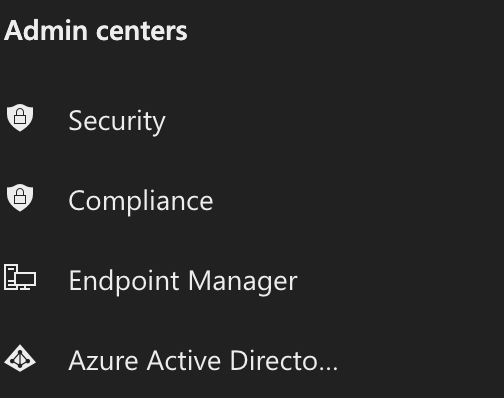 Admin centers
Security
Compliance
Endpoint Manager
Azure Active Directo...